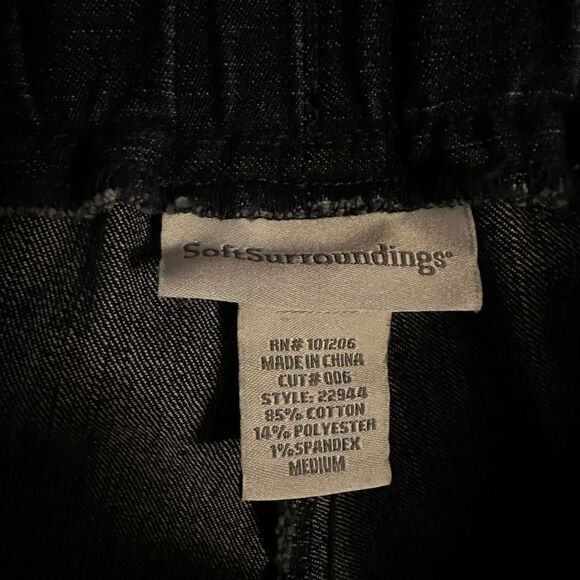 SoftSurroundings®
RN# 101206
MADE IN CHINA
CUT# 006
STYLE: 22944
85% COTTON
14% POLYESTER
1% SPANDEX
MEDIUM